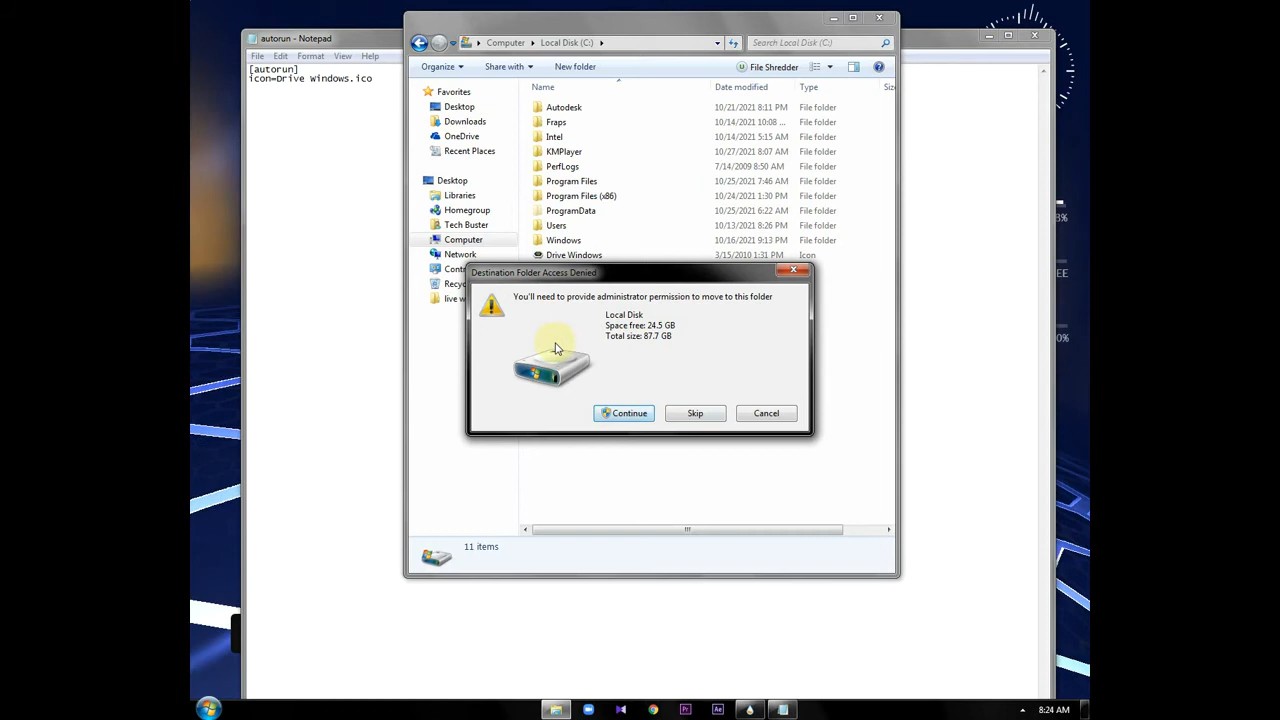 autorun - Notepad
File Edit Format View Help
[autorun]
icon=Drive Windows.ico
Computer Local Disk (C:)
Search Local Disk (C:)
Organize Share with New folder File Shredder
Name Date modified Type
Favorites
Desktop
Downloads
OneDrive
Recent Places
Desktop
Libraries
Homegroup
Tech Buster
Computer
Network
Cont
Recyc
live w
Autodesk 10/21/2021 8:11 PM File folder
Fraps 10/14/2021 10:08 ... File folder
Intel 10/14/2021 5:15 AM File folder
KMPlayer 10/27/2021 8:07 AM File folder
PerfLogs 7/14/2009 8:50 AM File folder
Program Files 10/25/2021 7:46 AM File folder
Program Files (x86) 10/24/2021 1:30 PM File folder
ProgramData 10/25/2021 6:22 AM File folder
Users 10/13/2021 8:26 PM File folder
Windows 10/16/2021 9:13 PM File folder
Drive Windows 3/15/2010 1:31 PM Icon
Destination Folder Access Denied
You'll need to provide administrator permission to move to this folder
Local Disk
Space free: 24.5 GB
Total size: 87.7 GB
Continue Skip Cancel
11 items
Pr Ae
8:24 AM